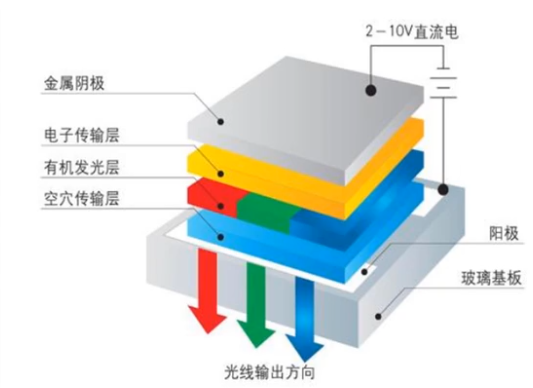 2－10V直流电
金属阴极
电子传输层
有机发光层
空穴传输层
阳极
玻璃基板
光线输出方向